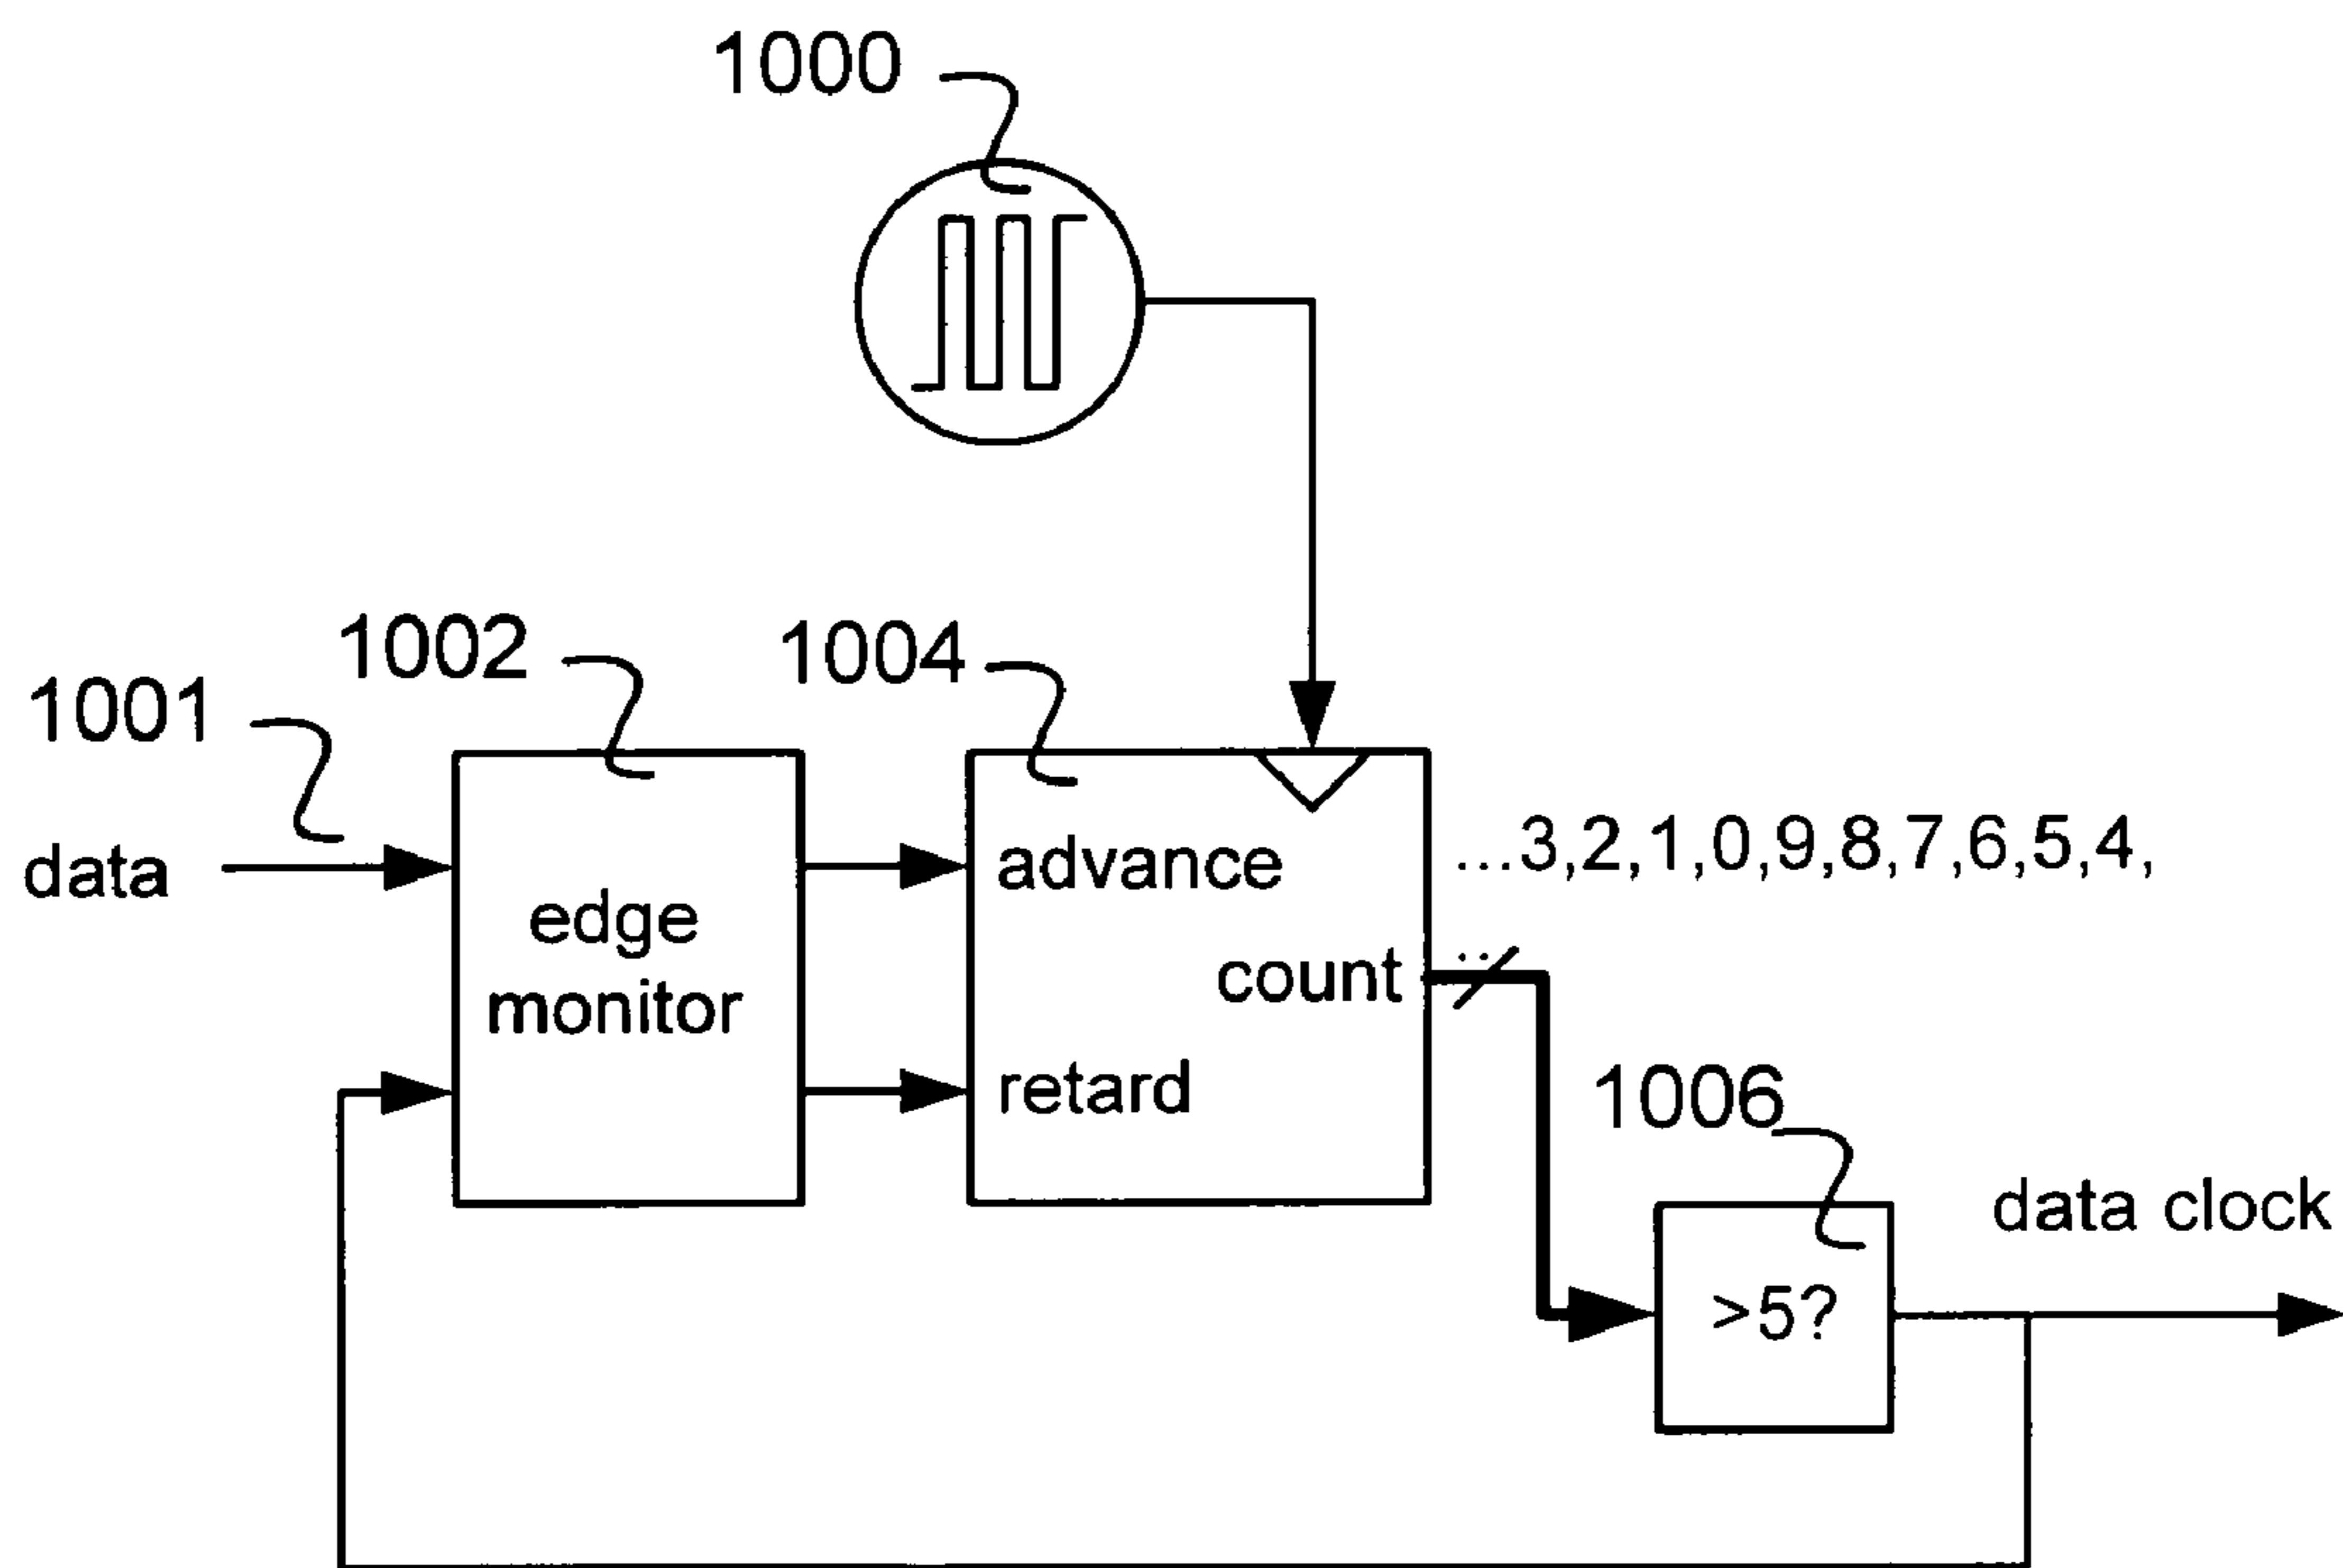 1000
1002
1004
1001
data
edge
monitor
advance
count
retard
...3,2,1,0,9,8,7,6,5,4,
...
1006
>5?
data clock